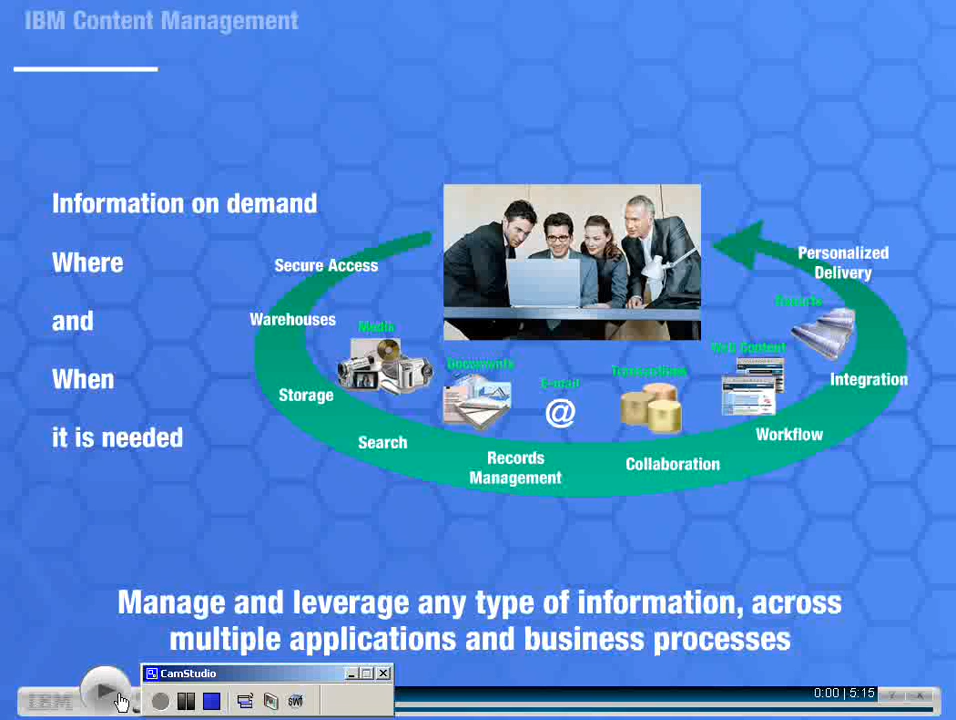 IBM Content Management
Information on demand
Where
and
When
it is needed
Secure Access
Personalized
Delivery
Warehouses
Media
Reports
Documents
E-mail
Transactions
Web Content
@
Storage
Integration
Search
Workflow
Records
Management
Collaboration
Manage and leverage any type of information, across
multiple applications and business processes
CamStudio
IBM
SWF
0:00 | 5:15